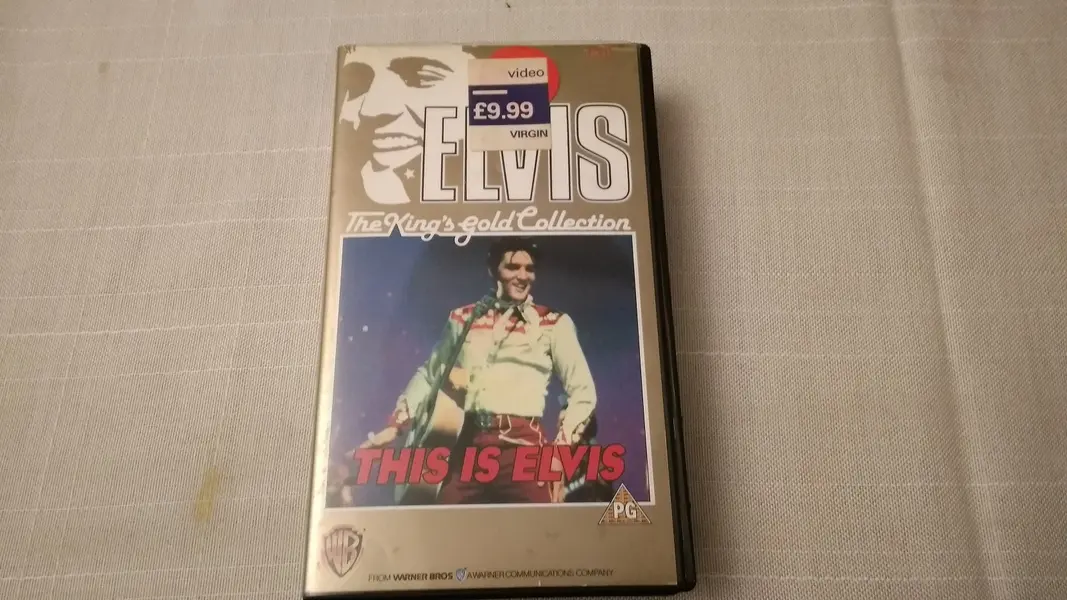 video
£9.99
VIRGIN
ELVIS
The King's Gold Collection
THIS IS ELVIS
PG
WB
FROM WARNER BROS A WARNER COMMUNICATIONS COMPANY